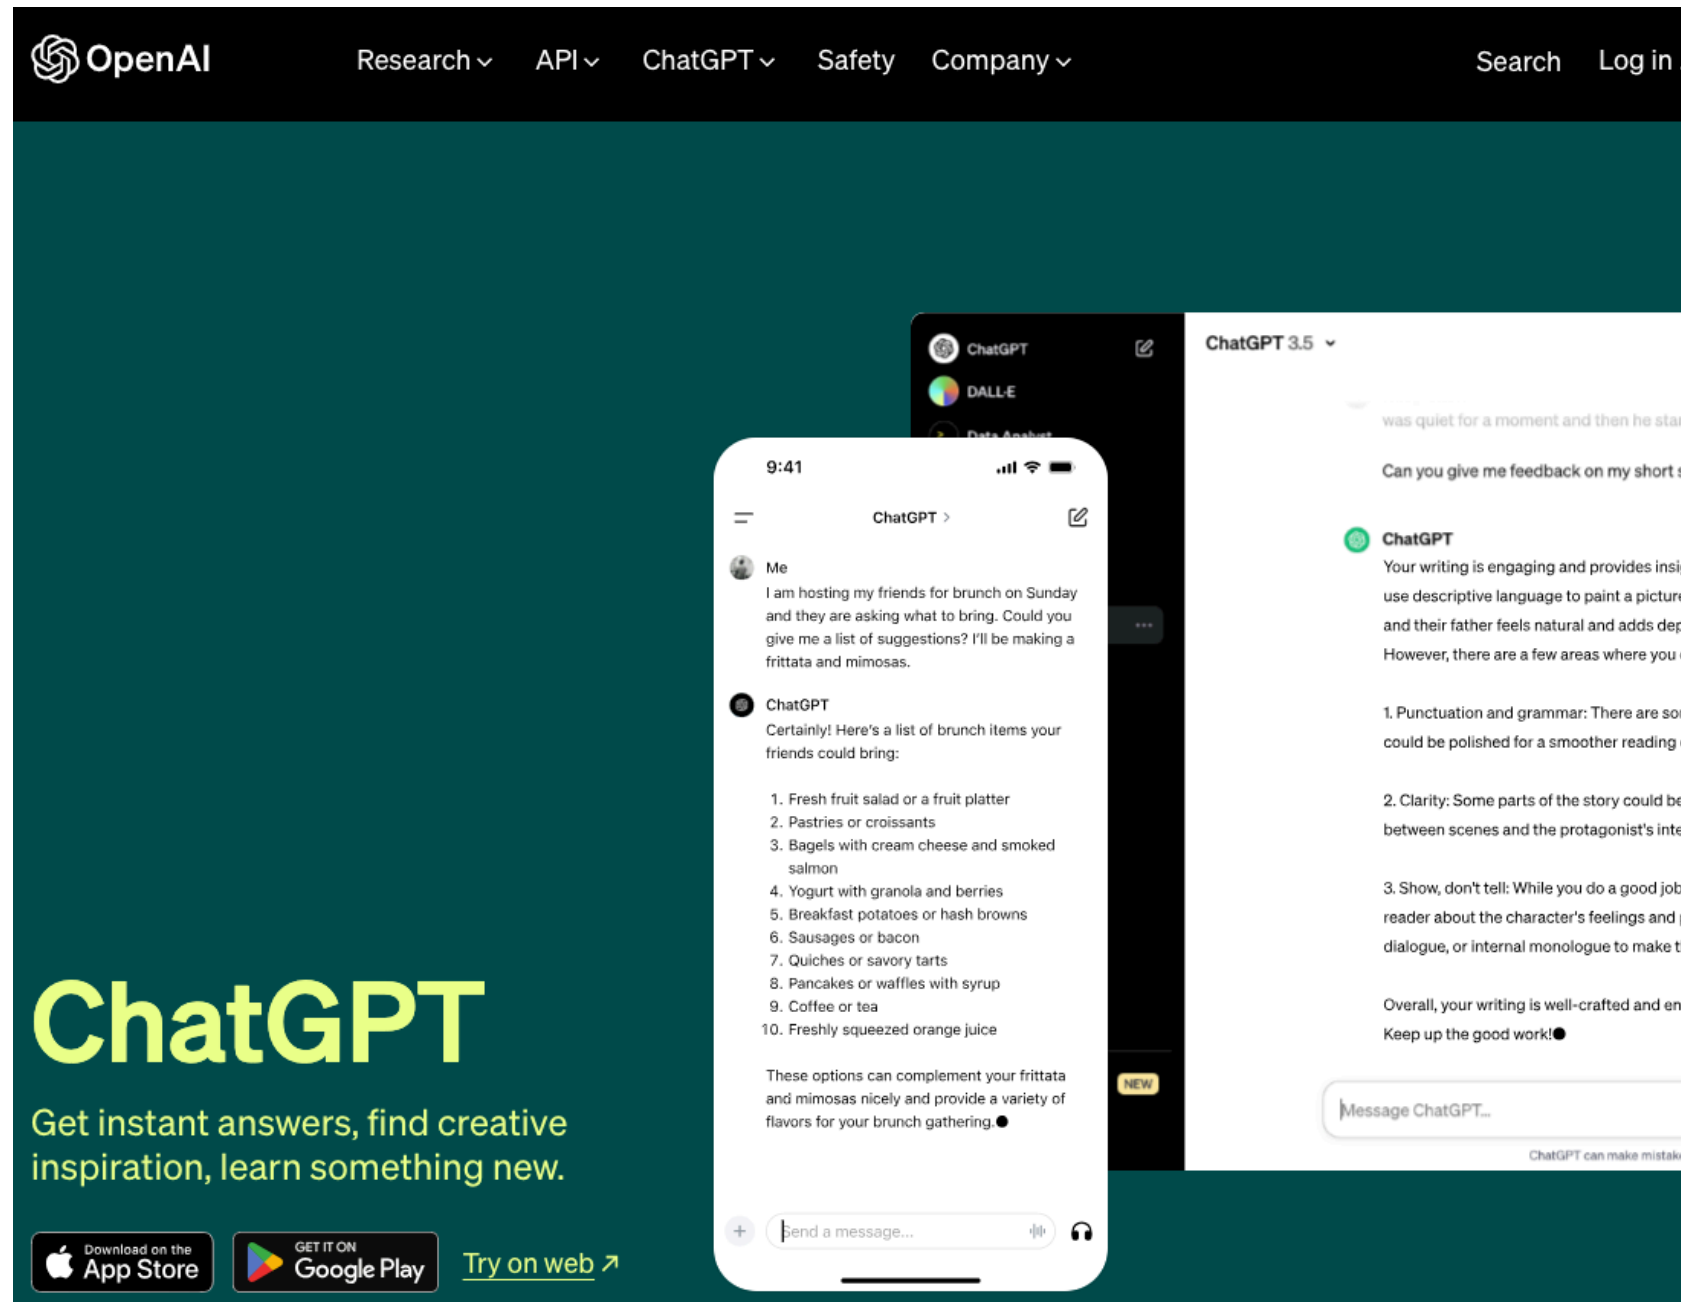 OpenAI
Research
API
ChatGPT
Safety
Company
Search
Log in
ChatGPT
Get instant answers, find creative
inspiration, learn something new.
Download on the
App Store
GET IT ON
Google Play
Try on web
9:41
ChatGPT
Me
I am hosting my friends for brunch on Sunday
and they are asking what to bring. Could you
give me a list of suggestions? I'll be making a
frittata and mimosas.
ChatGPT
Certainly! Here's a list of brunch items your
friends could bring:
1. Fresh fruit salad or a fruit platter
2. Pastries or croissants
3. Bagels with cream cheese and smoked
salmon
4. Yogurt with granola and berries
5. Breakfast potatoes or hash browns
6. Sausages or bacon
7. Quiches or savory tarts
8. Pancakes or waffles with syrup
9. Coffee or tea
10. Freshly squeezed orange juice
These options can complement your frittata
and mimosas nicely and provide a variety of
flavors for your brunch gathering.
Send a message...
ChatGPT
DALL·E
Data Analyst
NEW
ChatGPT 3.5
was quiet for a moment and then he
Can you give me feedback on my short
ChatGPT
Your writing is engaging and provides
use descriptive language to paint a picture
and their father feels natural and adds
However, there are a few areas where you
1. Punctuation and grammar: There are
could be polished for a smoother reading
2. Clarity: Some parts of the story could be
between scenes and the protagonist's
3. Show, don't tell: While you do a good job
reader about the character's feelings and
dialogue, or internal monologue to make
Overall, your writing is well-crafted and
Keep up the good work!
Message ChatGPT...
ChatGPT can make